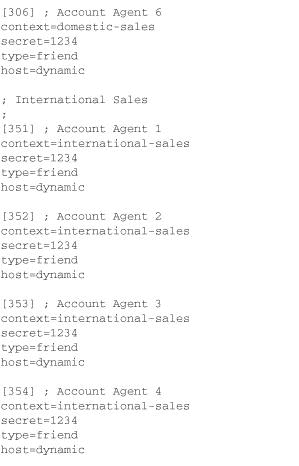 [306] ; Account Agent 6
context=domestic-sales
secret=1234
type=friend
host=dynamic
; International Sales
;
[351] ; Account Agent 1
context=international-sales
secret=1234
type=friend
host=dynamic
[352] ; Account Agent 2
context=international-sales
secret=1234
type=friend
host=dynamic
[353] ; Account Agent 3
context=international-sales
secret=1234
type=friend
host=dynamic
[354] ; Account Agent 4
context=international-sales
secret=1234
type=friend
host=dynamic